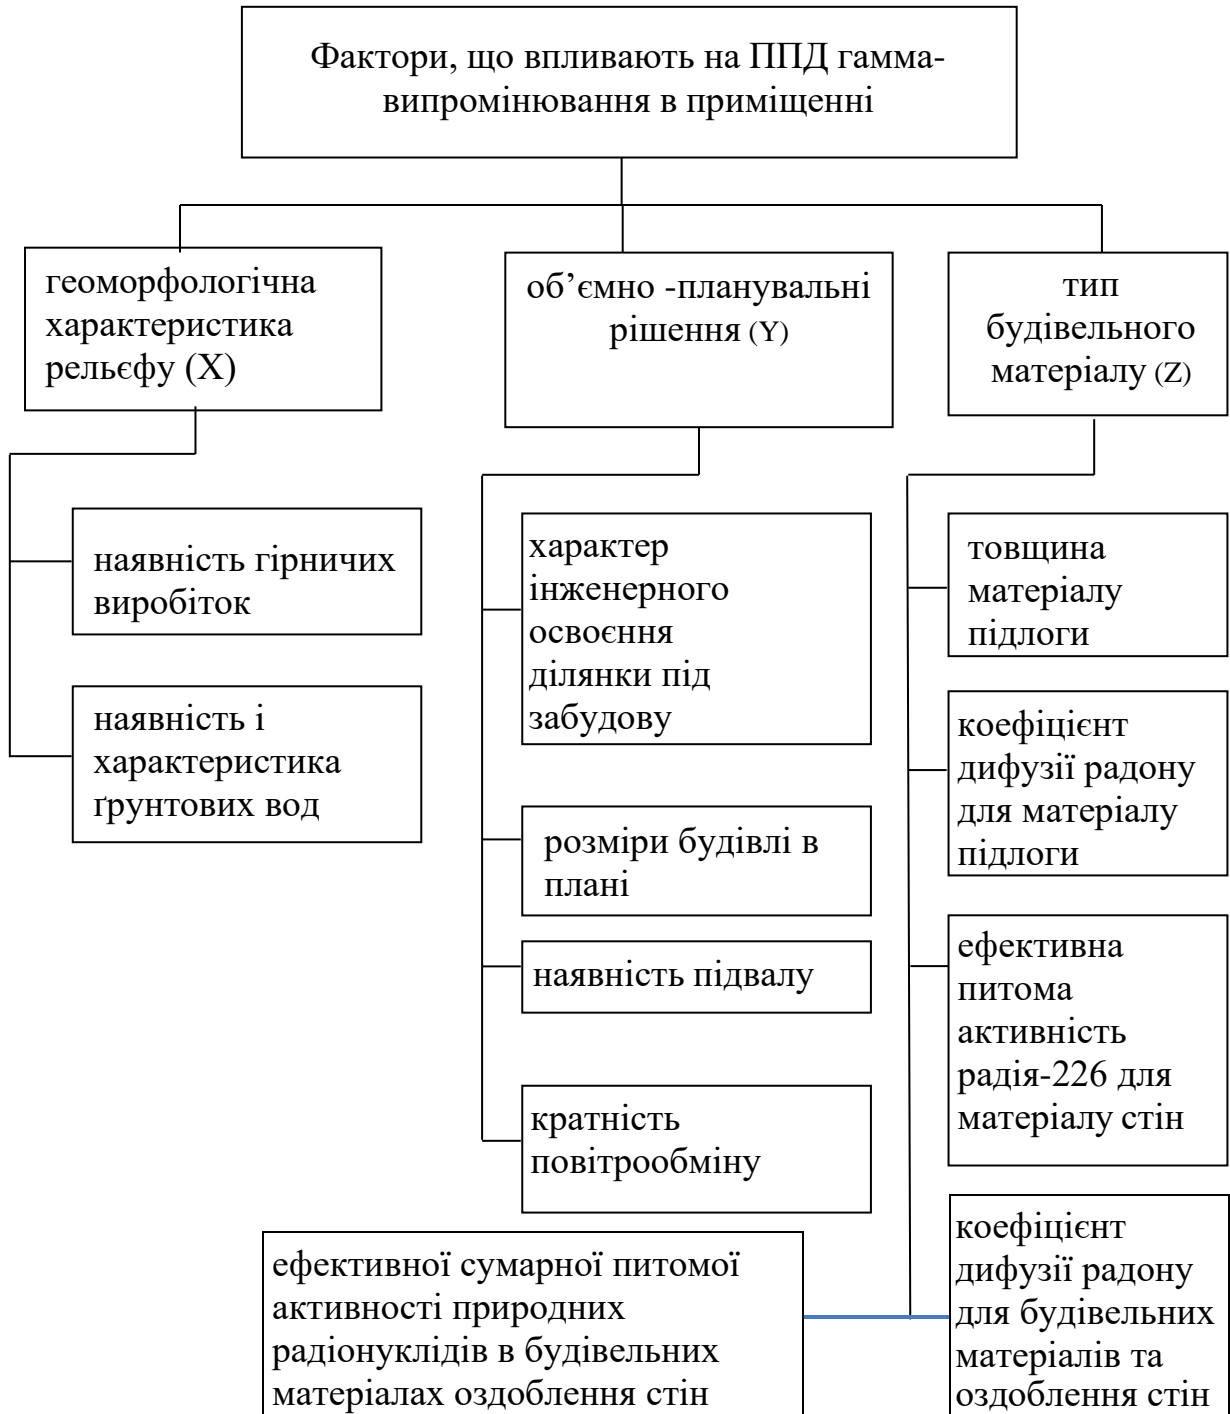 Фактори, що впливають на ППД гамма-
випромінювання в приміщенні
геоморфологічна
характеристика
рельєфу (X)
об’ємно -планувальні
рішення (Y)
тип
будівельного
матеріалу (Z)
наявність гірничих
виробіток
наявність і
характеристика
ґрунтових вод
характер
інженерного
освоєння
ділянки під
забудову
розміри будівлі в
плані
наявність підвалу
кратність
повітрообміну
товщина
матеріалу
підлоги
коефіцієнт
дифузії радону
для матеріалу
підлоги
ефективна
питома
активність
радія-226 для
матеріалу стін
ефективної сумарної питомої
активності природних
радіонуклідів в будівельних
матеріалах оздоблення стін
коефіцієнт
дифузії радону
для будівельних
матеріалів та
оздоблення стін